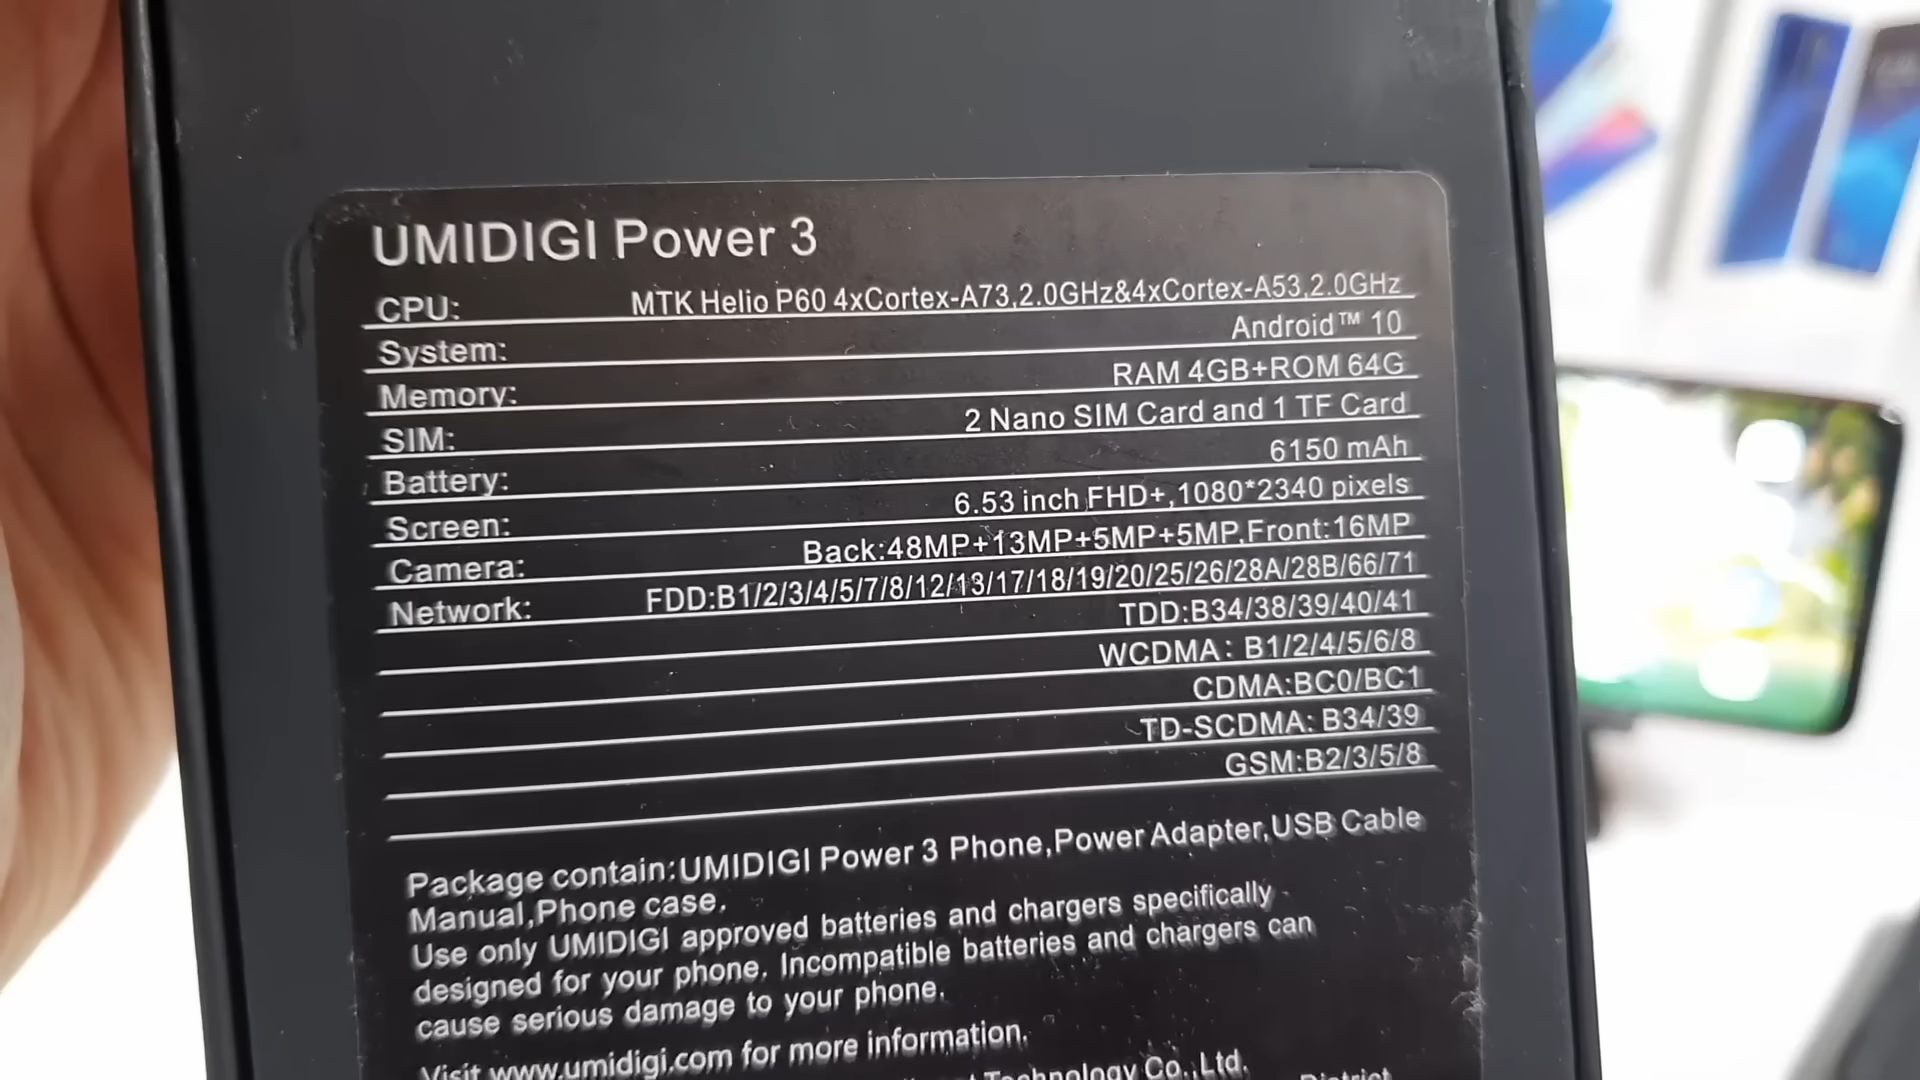 UMIDIGI Power 3
CPU: MTK Helio P60 4xCortex-A73,2.0GHz&4xCortex-A53,2.0GHz
System: Android™ 10
Memory: RAM 4GB+ROM 64G
SIM: 2 Nano SIM Card and 1 TF Card
Battery: 6150 mAh
Screen: 6.53 inch FHD+,1080*2340 pixels
Camera: Back:48MP+13MP+5MP+5MP,Front:16MP
Network: FDD:B1/2/3/4/5/7/8/12/13/17/18/19/20/25/26/28A/28B/66/71
TDD:B34/38/39/40/41
WCDMA: B1/2/4/5/6/8
CDMA:BC0/BC1
TD-SCDMA: B34/39
GSM:B2/3/5/8
Package contain:UMIDIGI Power 3 Phone,Power Adapter,USB Cable
Manual,Phone case.
Use only UMIDIGI approved batteries and chargers specifically
designed for your phone. Incompatible batteries and chargers can
cause serious damage to your phone.
Visit www.umidigi.com for more information.
Technology Co.,Ltd.
District